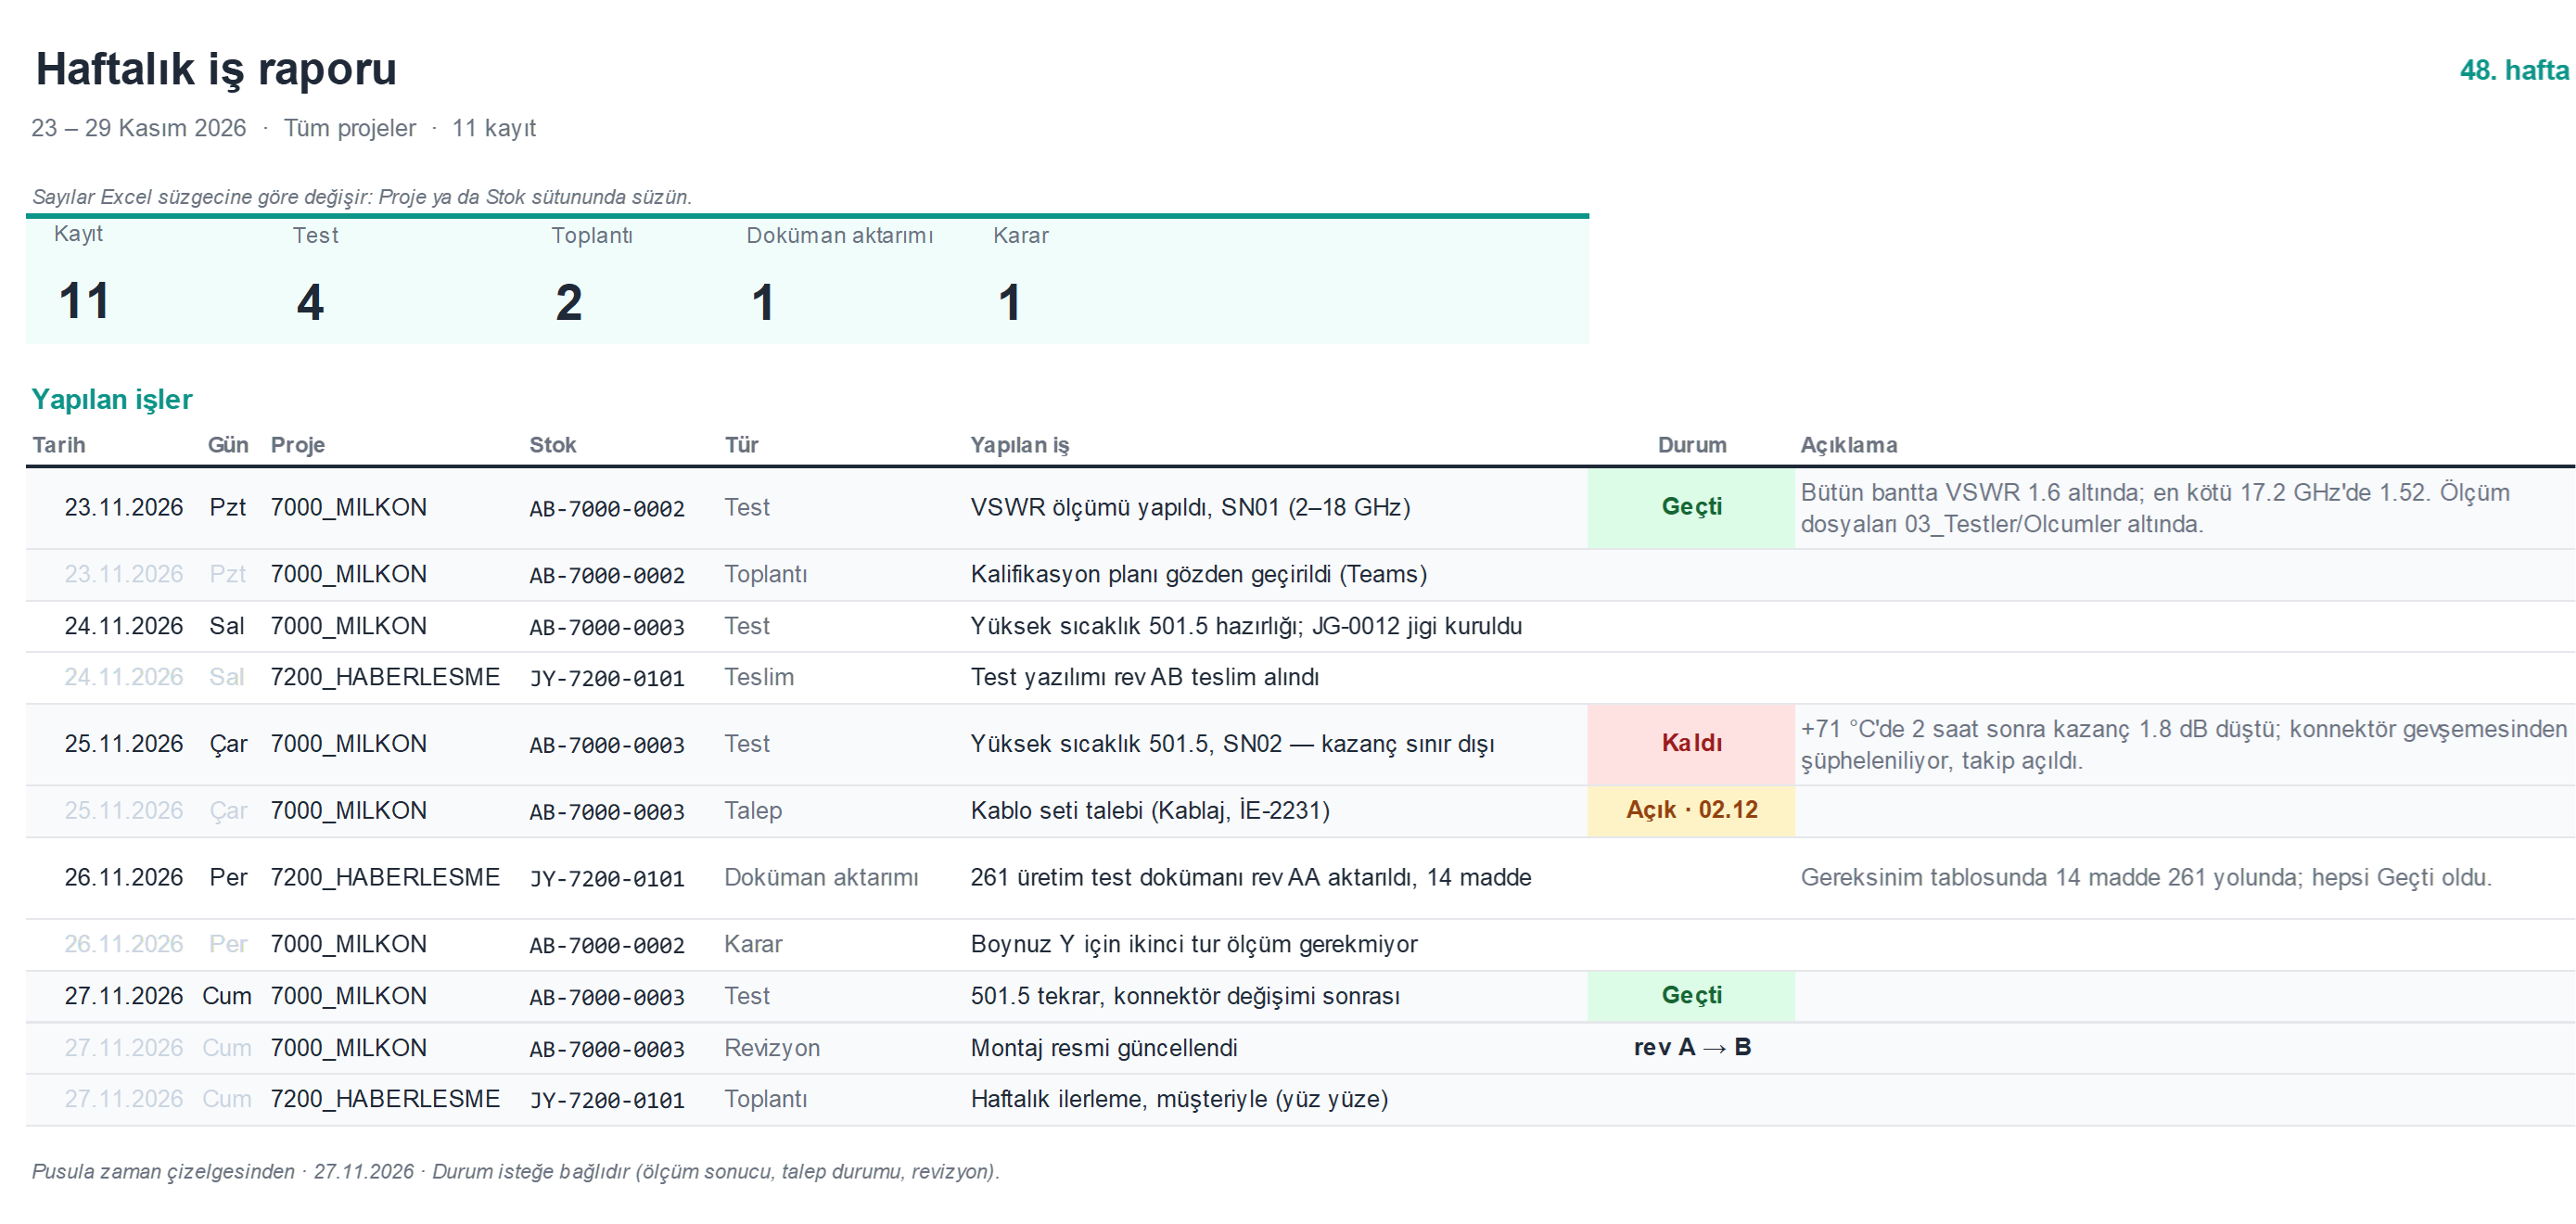 Haftalık iş raporu
48. hafta
23 – 29 Kasım 2026 · Tüm projeler · 11 kayıt
Sayılar Excel süzgecine göre değişir: Proje ya da Stok sütununda süzün.
Kayıt Test Toplantı Doküman aktarımı Karar
11 4 2 1 1
Yapılan işler
Tarih Gün Proje Stok Tür Yapılan iş Durum Açıklama
23.11.2026 Pzt 7000_MILKON AB-7000-0002 Test VSWR ölçümü yapıldı, SN01 (2–18 GHz) Geçti Bütün bantta VSWR 1.6 altında; en kötü 17.2 GHz'de 1.52. Ölçüm
dosyaları 03_Testler/Olcumler altında.
23.11.2026 Pzt 7000_MILKON AB-7000-0002 Toplantı Kalifikasyon planı gözden geçirildi (Teams)
24.11.2026 Sal 7000_MILKON AB-7000-0003 Test Yüksek sıcaklık 501.5 hazırlığı; JG-0012 jigi kuruldu
24.11.2026 Sal 7200_HABERLESME JY-7200-0101 Teslim Test yazılımı rev AB teslim alındı
25.11.2026 Çar 7000_MILKON AB-7000-0003 Test Yüksek sıcaklık 501.5, SN02 — kazanç sınır dışı Kaldı +71 °C'de 2 saat sonra kazanç 1.8 dB düştü; konnektör gevşemesinden
şüpheleniliyor, takip açıldı.
25.11.2026 Çar 7000_MILKON AB-7000-0003 Talep Kablo seti talebi (Kablaj, İE-2231) Açık · 02.12
26.11.2026 Per 7200_HABERLESME JY-7200-0101 Doküman aktarımı 261 üretim test dokümanı rev AA aktarıldı, 14 madde Gereksinim tablosunda 14 madde 261 yolunda; hepsi Geçti oldu.
26.11.2026 Per 7000_MILKON AB-7000-0002 Karar Boynuz Y için ikinci tur ölçüm gerekmiyor
27.11.2026 Cum 7000_MILKON AB-7000-0003 Test 501.5 tekrar, konnektör değişimi sonrası Geçti
27.11.2026 Cum 7000_MILKON AB-7000-0003 Revizyon Montaj resmi güncellendi rev A → B
27.11.2026 Cum 7200_HABERLESME JY-7200-0101 Toplantı Haftalık ilerleme, müşteriyle (yüz yüze)
Pusula zaman çizelgesinden · 27.11.2026 · Durum isteğe bağlıdır (ölçüm sonucu, talep durumu, revizyon).